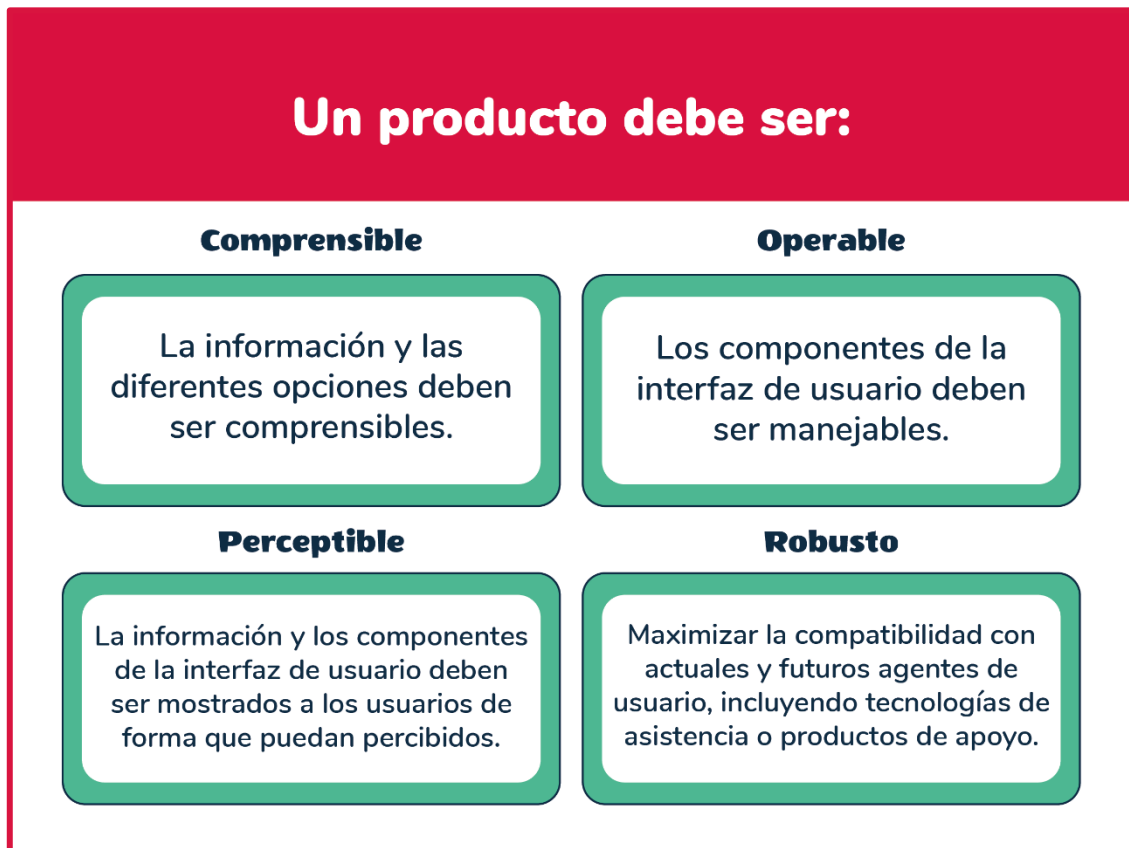 Un producto debe ser:
Comprensible
La información y las
diferentes opciones deben
ser comprensibles.
Operable
Los componentes de la
interfaz de usuario deben
ser manejables.
Perceptible
La información y los componentes
de la interfaz de usuario deben
ser mostrados a los usuarios de
forma que puedan percibidos.
Robusto
Maximizar la compatibilidad con
actuales y futuros agentes de
usuario, incluyendo tecnologías de
asistencia o productos de apoyo.